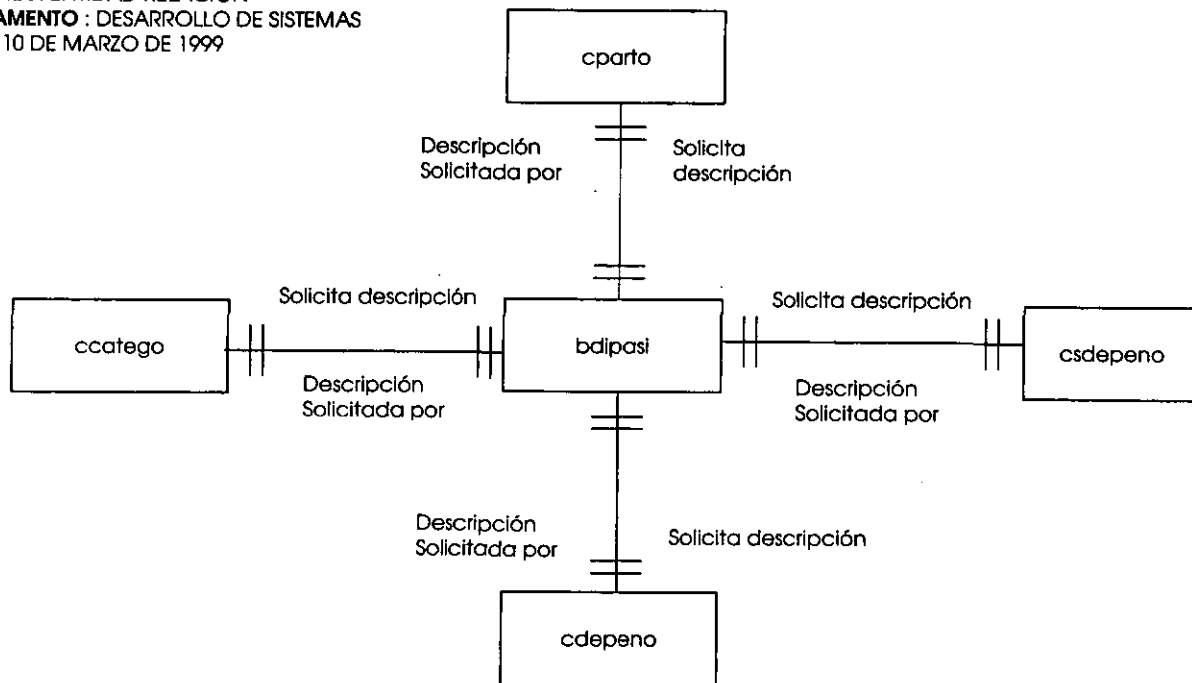 AMENTO : DESARROLLO DE SISTEMAS
10 DE MARZO DE 1999
cparto
Descripción
Solicitada por
Solicita
descripción
Solicita descripción
Solicita descripción
ccatego
bdipasi
csdepeno
Descripción
Solicitada por
Descripción
Solicitada por
Descripción
Solicitada por
Solicita descripción
cdepeno